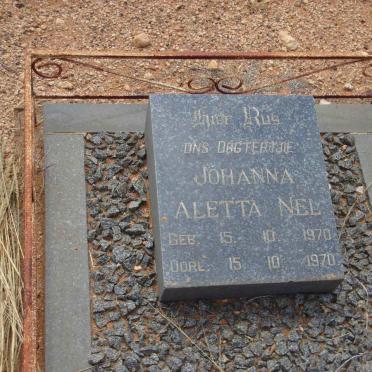 Hier Rus
ONS DOGTERTJIE
JOHANNA
ALETTA NEL
GEB. 15. 10. 1970
OORL. 15. 10. 1970